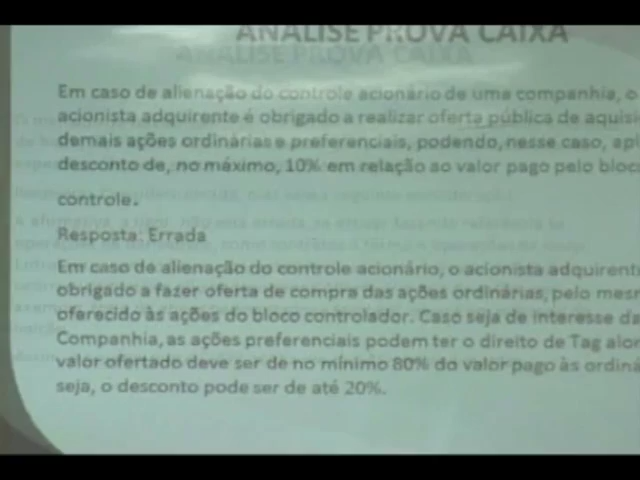 ANÁLISE PROVA CAIXA
Em caso de alienação do controle acionário de uma companhia, o
acionista adquirente é obrigado a realizar oferta pública de aquisi
demais ações ordinárias e preferenciais, podendo, nesse caso, apl
desconto de, no máximo, 10% em relação ao valor pago pelo bloc
controle.
Resposta: Errada
Em caso de alienação do controle acionário, o acionista adquirent
obrigado a fazer oferta de compra das ações ordinárias, pelo mesm
oferecido às ações do bloco controlador. Caso seja de interesse da
Companhia, as ações preferenciais podem ter o direito de Tag alon
valor ofertado deve ser de no mínimo 80% do valor pago às ordiná
seja, o desconto pode ser de até 20%.